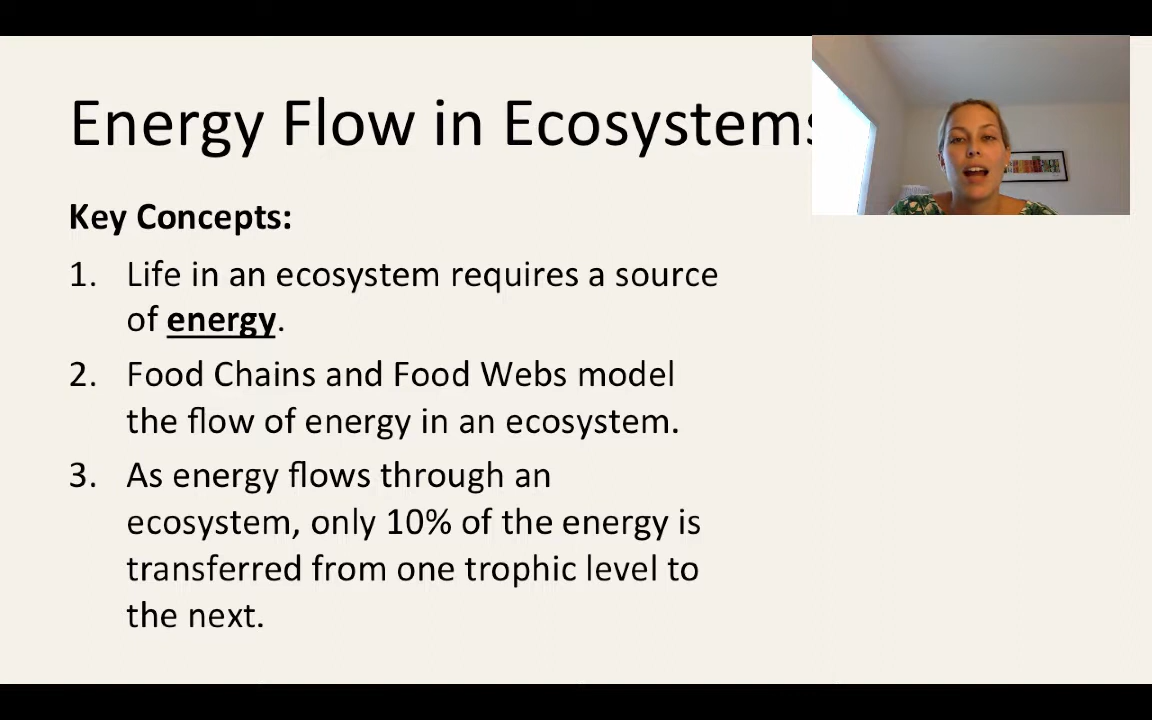 Energy Flow in Ecosystems
Key Concepts:
1. Life in an ecosystem requires a source
of energy.
2. Food Chains and Food Webs model
the flow of energy in an ecosystem.
3. As energy flows through an
ecosystem, only 10% of the energy is
transferred from one trophic level to
the next.